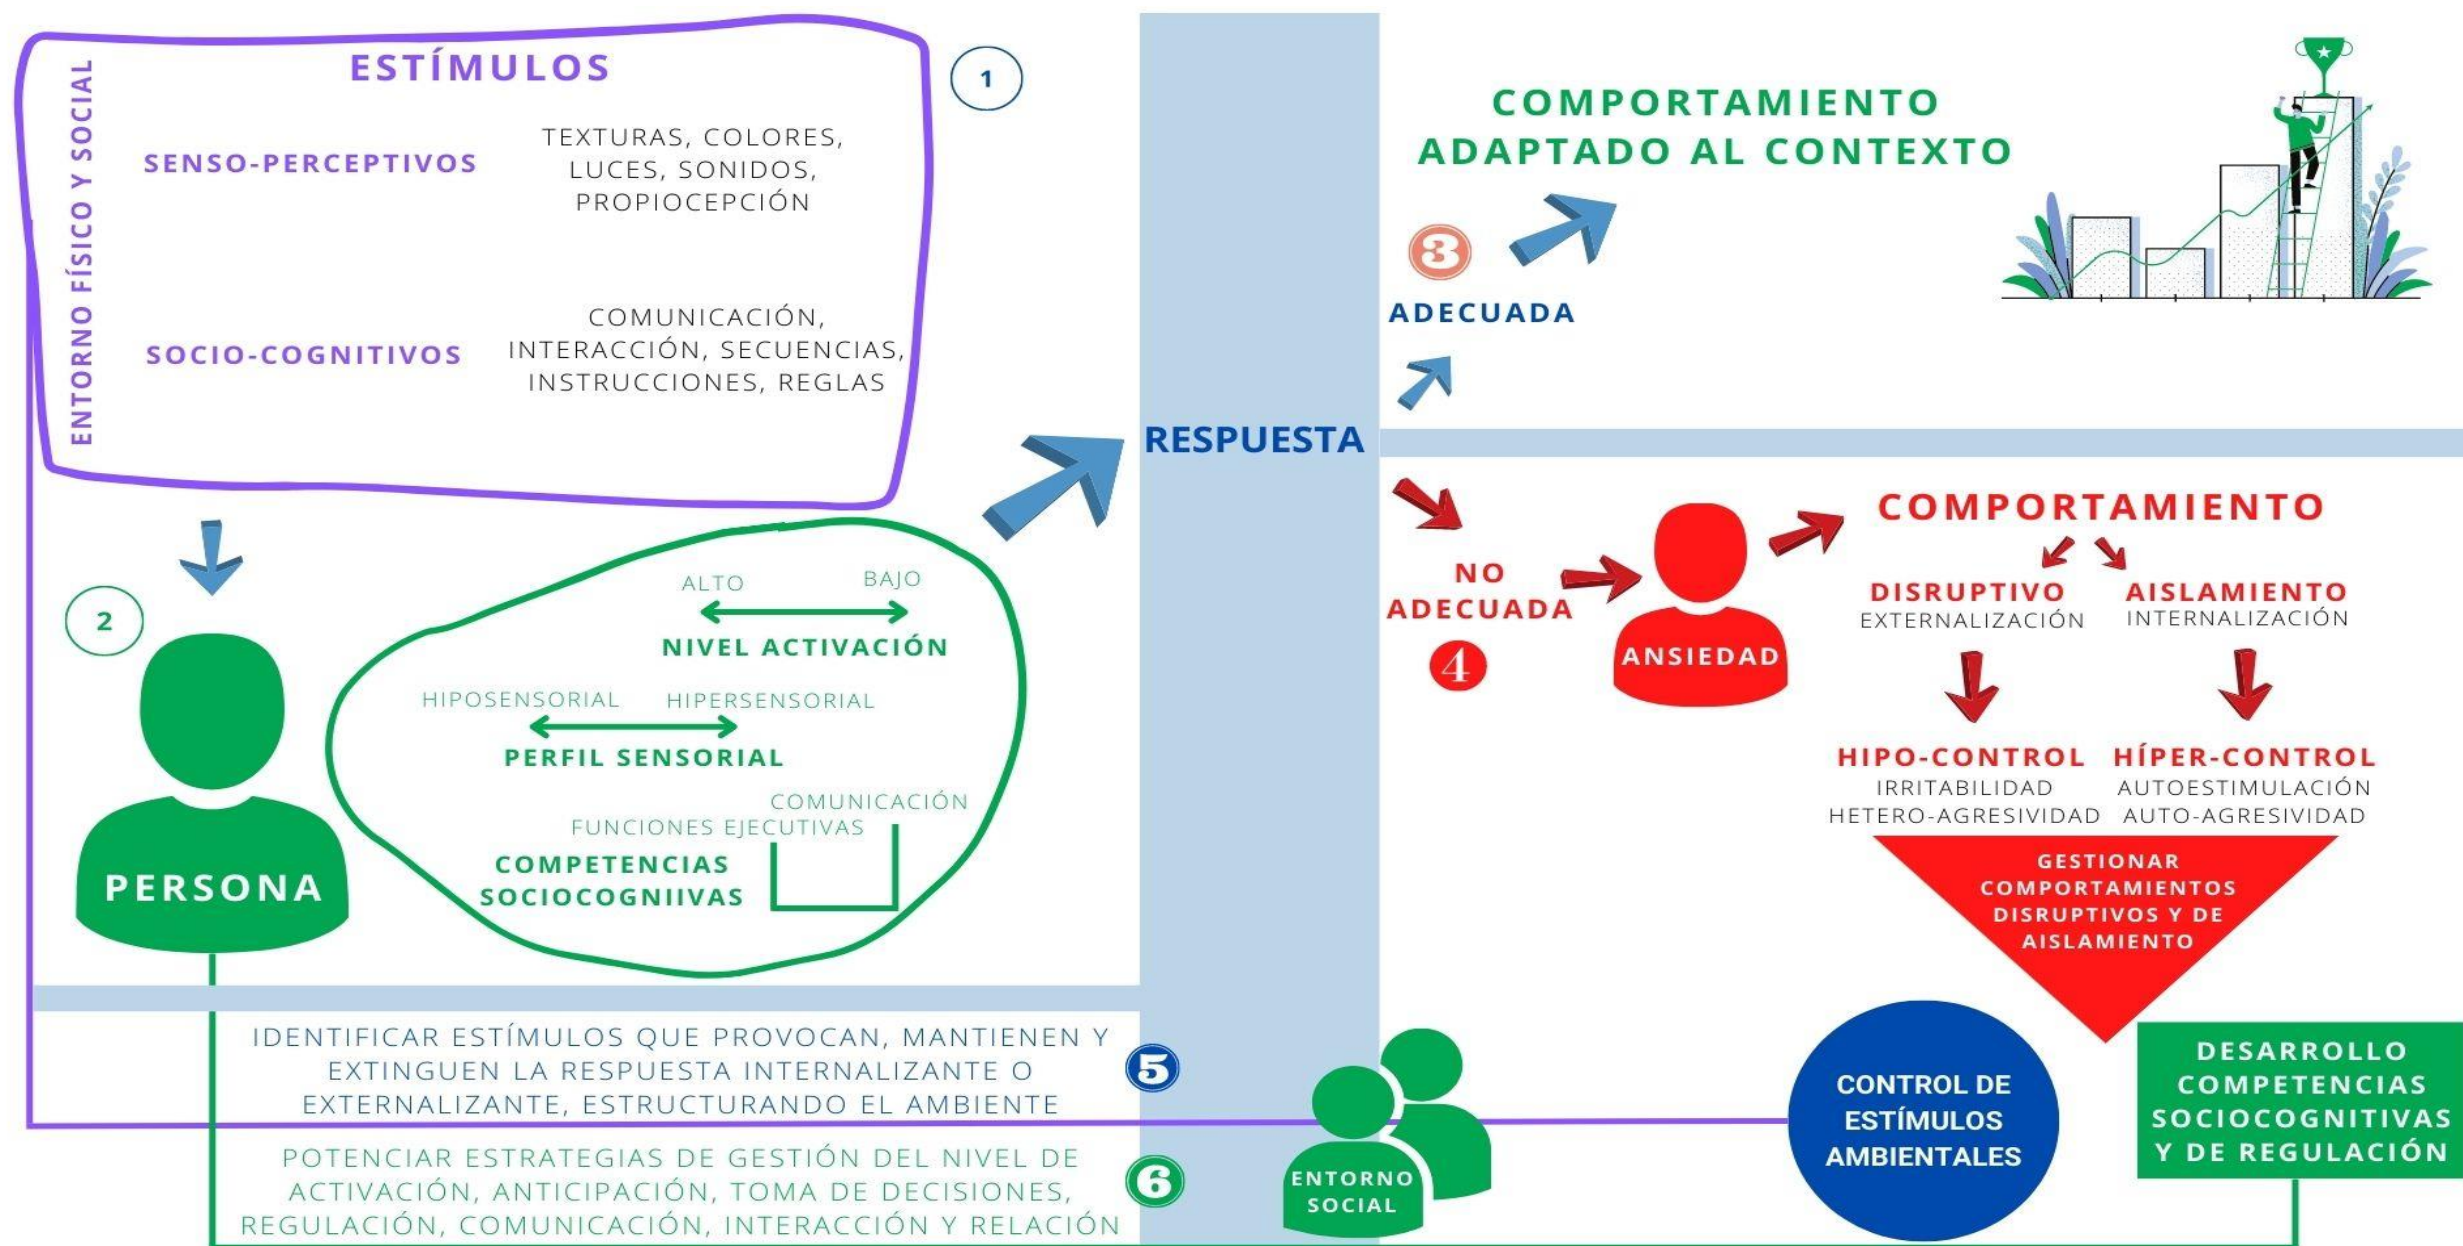 ENTORNO FÍSICO Y SOCIAL
ESTÍMULOS
1
SENSO-PERCEPTIVOS
TEXTURAS, COLORES,
LUCES, SONIDOS,
PROPIOCEPCIÓN
SOCIO-COGNITIVOS
COMUNICACIÓN,
INTERACCIÓN, SECUENCIAS,
INSTRUCCIONES, REGLAS
2
PERSONA
ALTO
BAJO
NIVEL ACTIVACIÓN
HIPOSENSORIAL
HIPERSENSORIAL
PERFIL SENSORIAL
COMUNICACIÓN
FUNCIONES EJECUTIVAS
COMPETENCIAS
SOCIOCOGNIIVAS
RESPUESTA
COMPORTAMIENTO
ADAPTADO AL CONTEXTO
3
ADECUADA
NO
ADECUADA
4
ANSIEDAD
COMPORTAMIENTO
DISRUPTIVO
EXTERNALIZACIÓN
AISLAMIENTO
INTERNALIZACIÓN
HIPO-CONTROL
IRRITABILIDAD
HETERO-AGRESIVIDAD
HÍPER-CONTROL
AUTOESTIMULACIÓN
AUTO-AGRESIVIDAD
GESTIONAR
COMPORTAMIENTOS
DISRUPTIVOS Y DE
AISLAMIENTO
IDENTIFICAR ESTÍMULOS QUE PROVOCAN, MANTIENEN Y
EXTINGUEN LA RESPUESTA INTERNALIZANTE O
EXTERNALIZANTE, ESTRUCTURANDO EL AMBIENTE
5
POTENCIAR ESTRATEGIAS DE GESTIÓN DEL NIVEL DE
ACTIVACIÓN, ANTICIPACIÓN, TOMA DE DECISIONES,
REGULACIÓN, COMUNICACIÓN, INTERACCIÓN Y RELACIÓN
6
ENTORNO
SOCIAL
CONTROL DE
ESTÍMULOS
AMBIENTALES
DESARROLLO
COMPETENCIAS
SOCIOCOGNITIVAS
Y DE REGULACIÓN